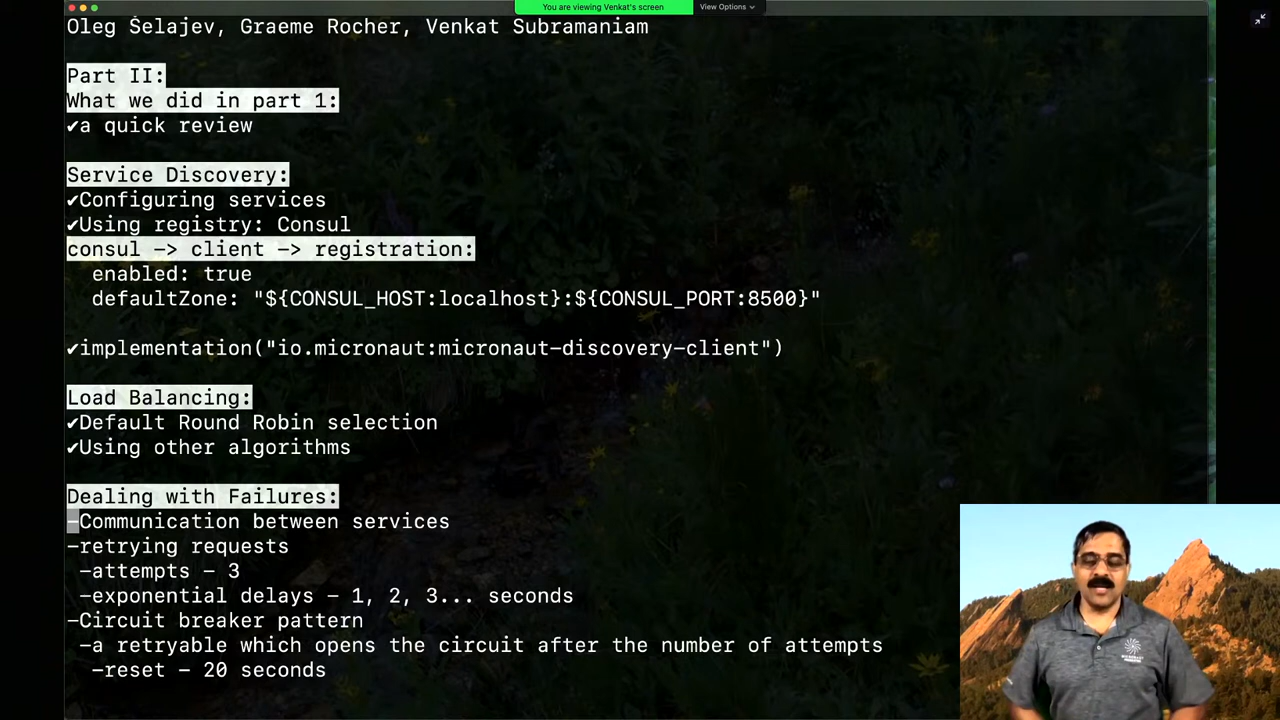 You are viewing Venkat's screen
View Options
Oleg Šelajev, Graeme Rocher, Venkat Subramaniam
Part II:
What we did in part 1:
✔a quick review
Service Discovery:
✔Configuring services
✔Using registry: Consul
consul -> client -> registration:
enabled: true
defaultZone: "${CONSUL_HOST:localhost}:${CONSUL_PORT:8500}"
✔implementation("io.micronaut:micronaut-discovery-client")
Load Balancing:
✔Default Round Robin selection
✔Using other algorithms
Dealing with Failures:
-Communication between services
-retrying requests
-attempts - 3
-exponential delays - 1, 2, 3... seconds
-Circuit breaker pattern
-a retryable which opens the circuit after the number of attempts
-reset - 20 seconds